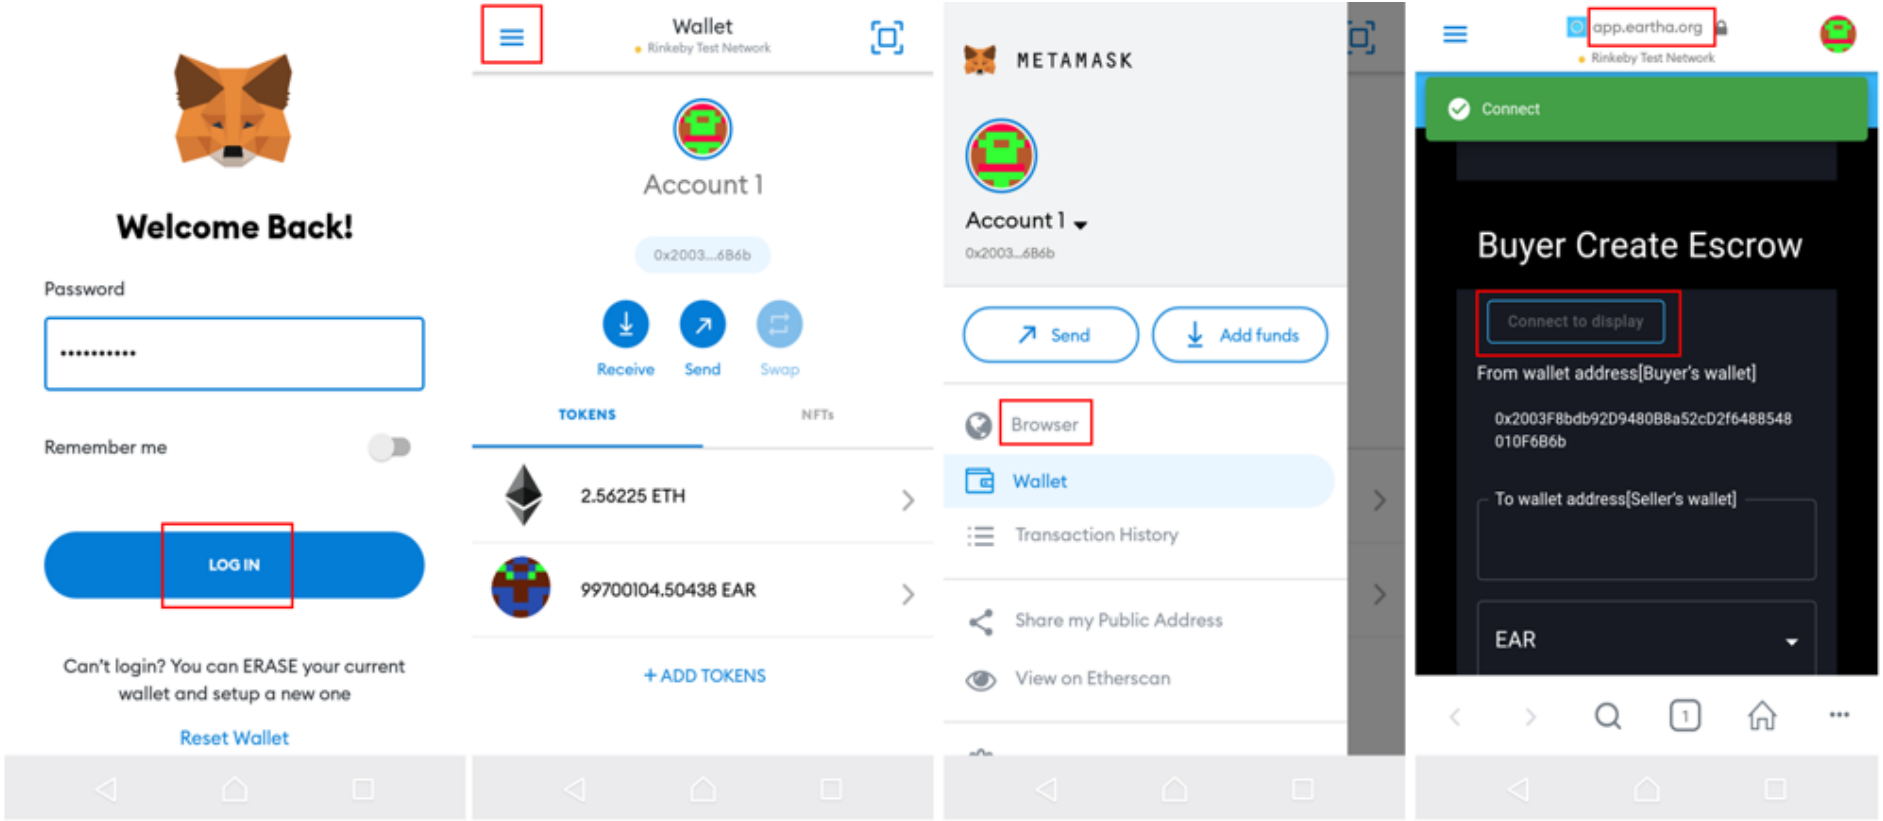 Welcome Back!
Password
••••••••••
Remember me
LOG IN
Can't login? You can ERASE your current
wallet and setup a new one
Reset Wallet
Wallet
Rinkeby Test Network
Account 1
0x2003...6B6b
Receive
Send
Swap
TOKENS
NFTs
2.56225 ETH
99700104.50438 EAR
+ ADD TOKENS
METAMASK
Account 1
0x2003...6B6b
Send
Add funds
Browser
Wallet
Transaction History
Share my Public Address
View on Etherscan
app.eartha.org
Rinkeby Test Network
Connect
Buyer Create Escrow
Connect to display
From wallet address[Buyer's wallet]
0x2003F8bdb92D9480B8a52cD2f6488548
010F6B6b
To wallet address[Seller's wallet]
EAR
1